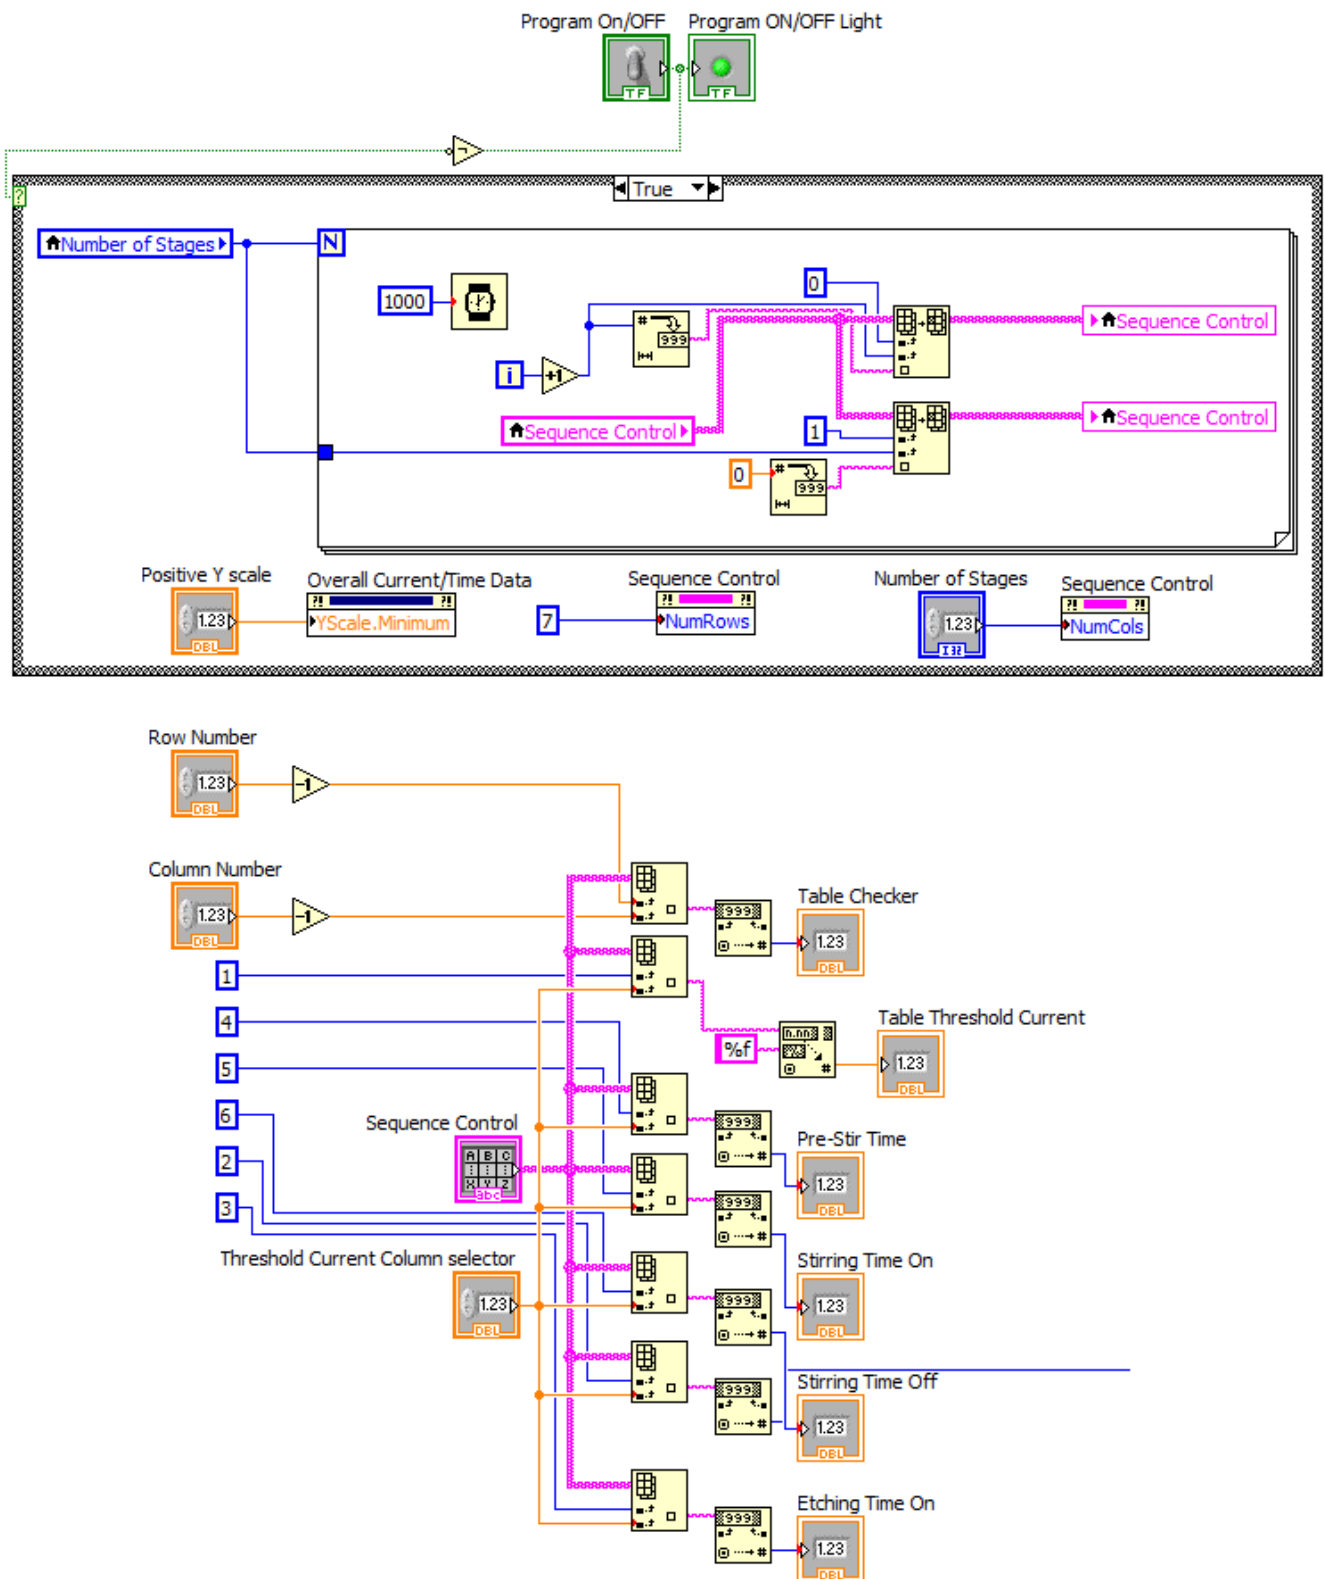 Program On/OFF Program ON/OFF Light
TF TF
?
True
Number of Stages N
1000
0
# 999
Sequence Control
i +1
Sequence Control
1
Sequence Control
0 # 999
Positive Y scale
1.23
DBL
Overall Current/Time Data
?! ?!
YScale.Minimum
7
Sequence Control
?! ?!
NumRows
Number of Stages
1.23
I32
Sequence Control
?! ?!
NumCols
Row Number
1.23
DBL
-1
Column Number
1.23
DBL
-1
999
#
Table Checker
1.23
DBL
1
4
5
6
2
3
n.nn
%f
#
Table Threshold Current
1.23
DBL
Sequence Control
A B C
X Y Z
abc
999
#
Pre-Stir Time
1.23
DBL
Threshold Current Column selector
1.23
DBL
999
#
Stirring Time On
1.23
DBL
999
#
Stirring Time Off
1.23
DBL
999
#
Etching Time On
999
#
1.23
DBL